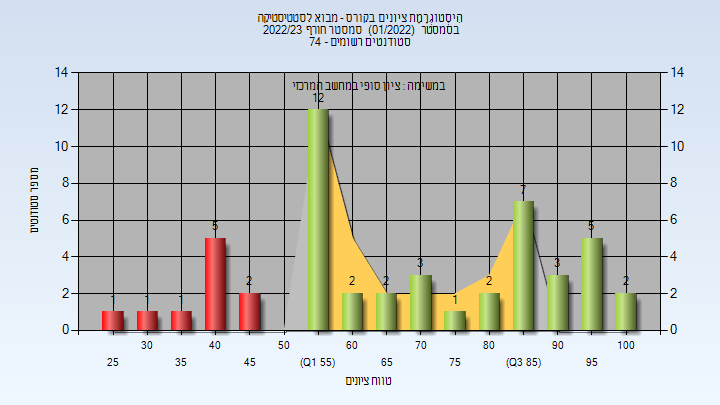 היסטוגרמת ציונים בקורס - מבוא לסטטיסטיקה
בסמסטר (01/2022) סמסטר חורף 2022/23
סטודנטים רשומים - 74
במשימה : ציון סופי במחשב המרכזי
14 14
12 12
10 10
8 8
6 6
4 4
2 2
0 0
1 1 1 5 2 12 2 2 3 1 2 7 3 5 2
מספר סטודנטים
30 40 50 60 70 80 90 100
25 35 45 (Q1 55) 65 75 (Q3 85) 95
טווח ציונים